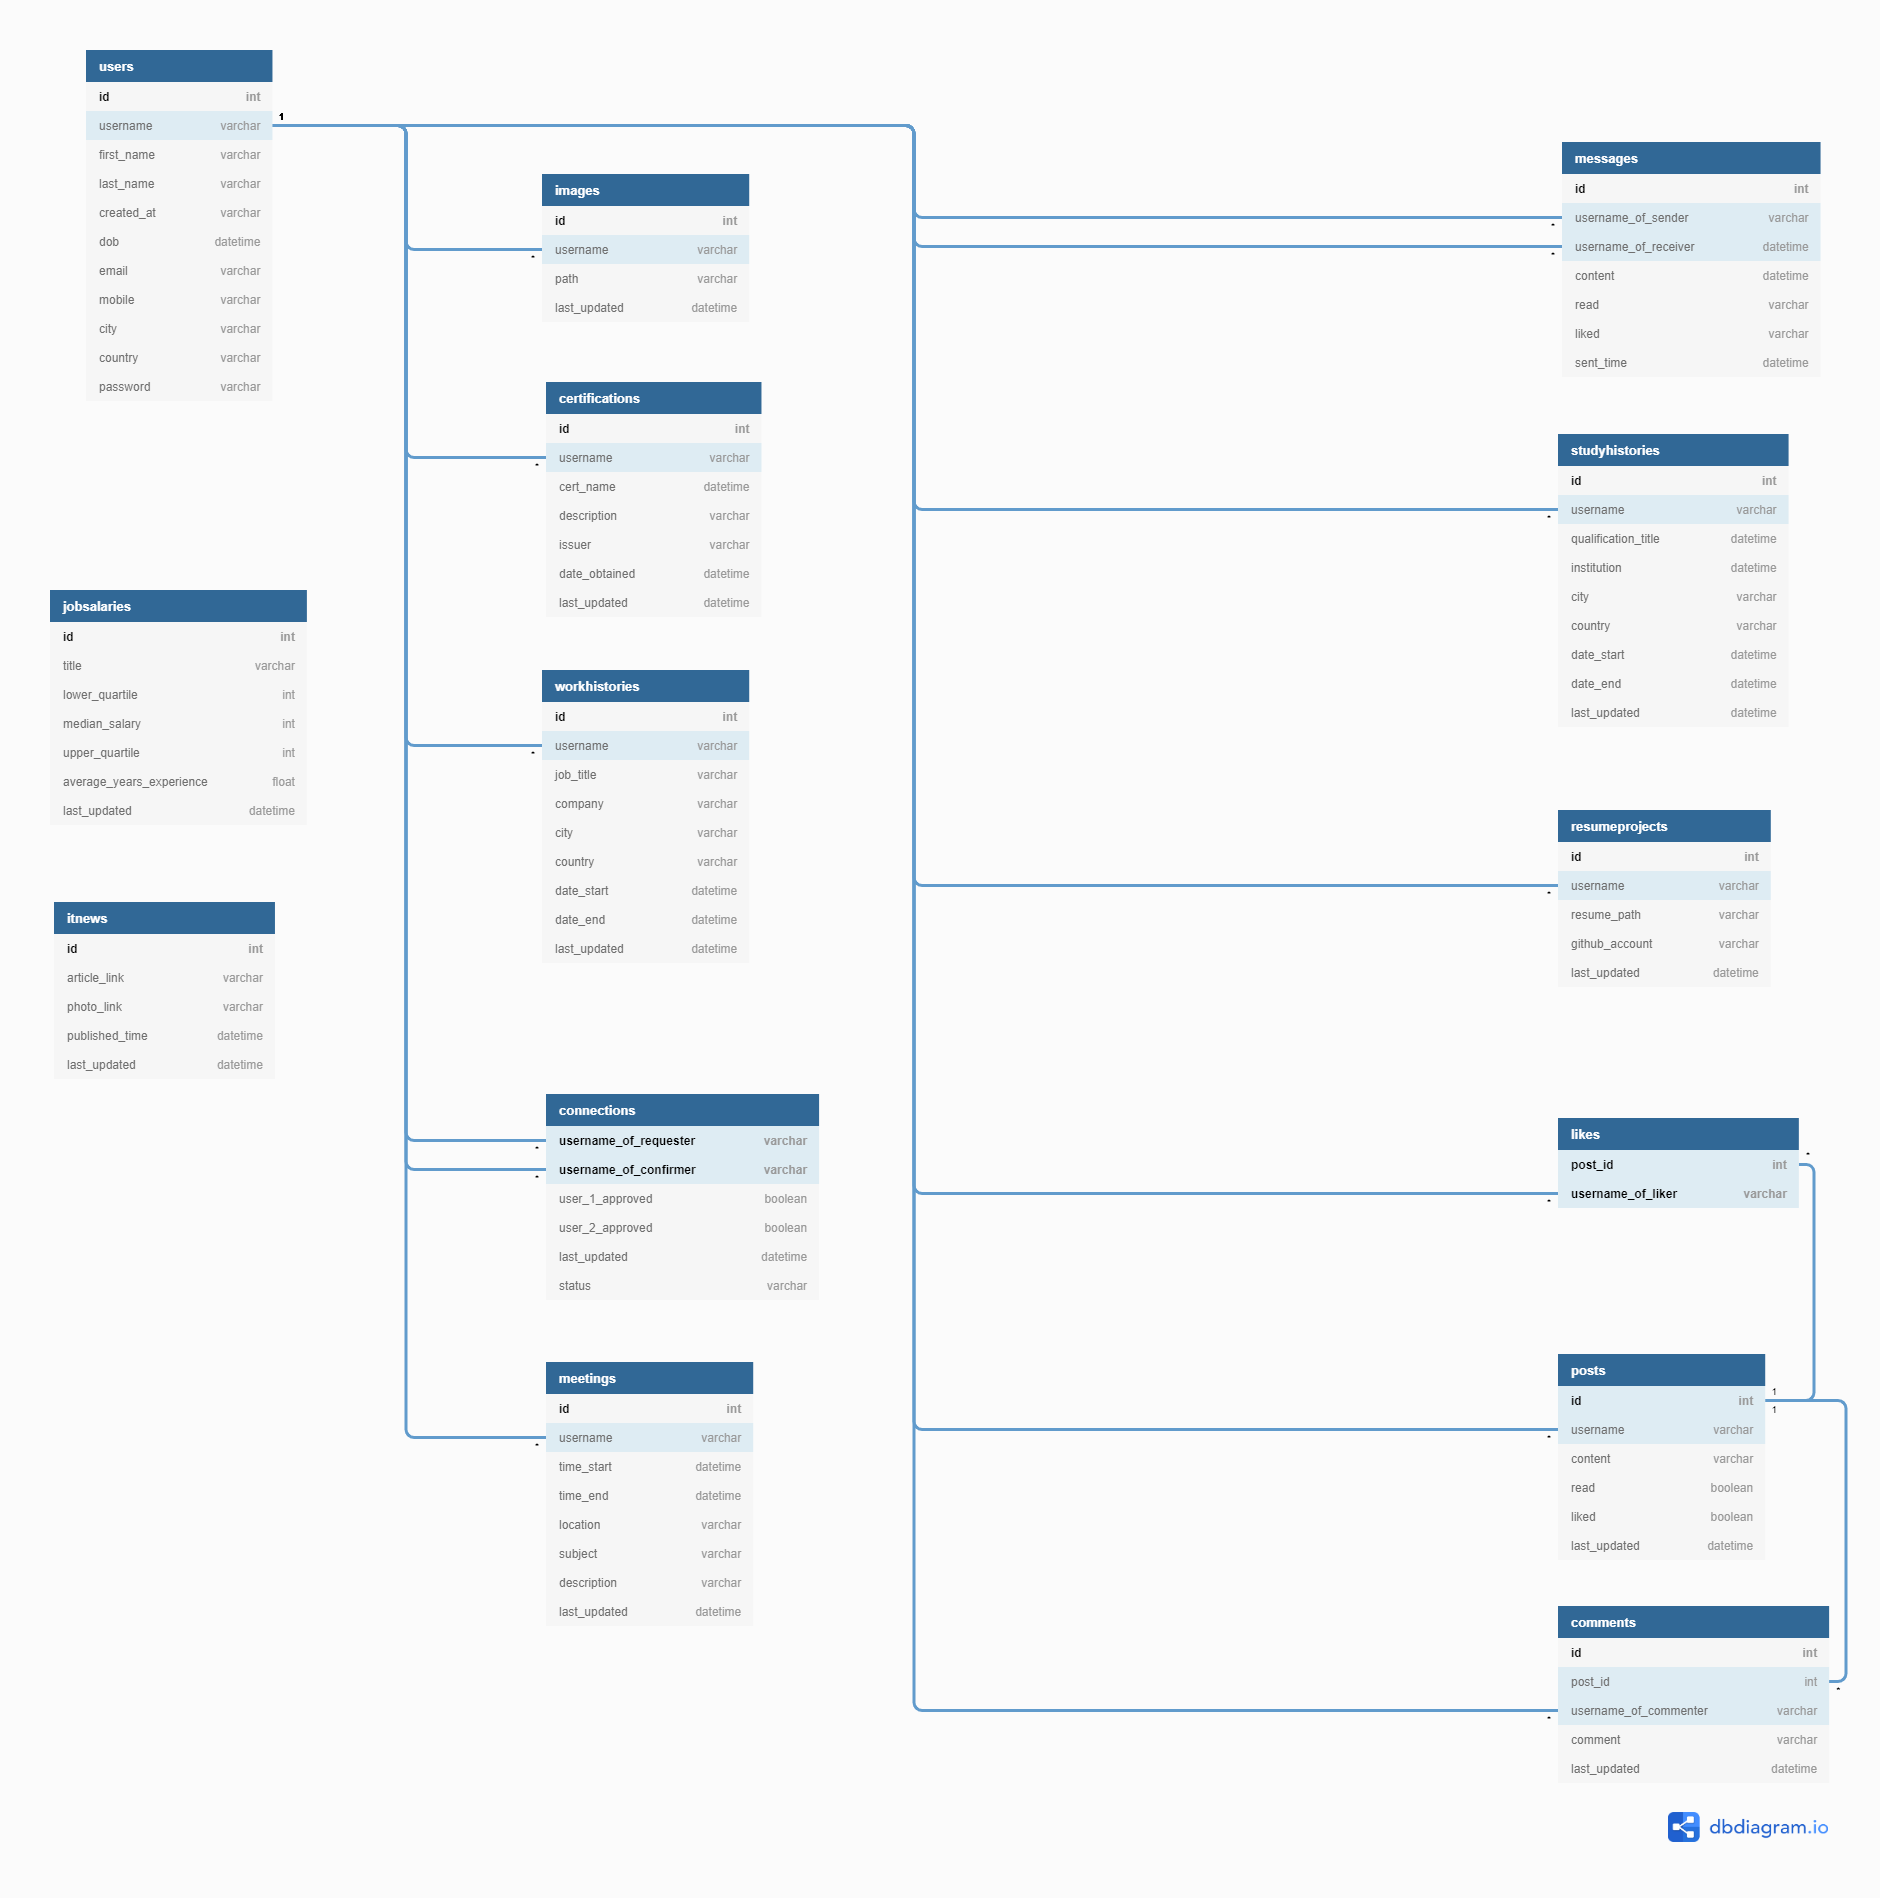 users
id int
username varchar
first_name varchar
last_name varchar
created_at varchar
dob datetime
email varchar
mobile varchar
city varchar
country varchar
password varchar
1
jobsalaries
id int
title varchar
lower_quartile int
median_salary int
upper_quartile int
average_years_experience float
last_updated datetime
itnews
id int
article_link varchar
photo_link varchar
published_time datetime
last_updated datetime
images
id int
* username varchar
path varchar
last_updated datetime
certifications
id int
* username varchar
cert_name datetime
description varchar
issuer varchar
date_obtained datetime
last_updated datetime
workhistories
id int
* username varchar
job_title varchar
company varchar
city varchar
country varchar
date_start datetime
date_end datetime
last_updated datetime
connections
* username_of_requester varchar
* username_of_confirmer varchar
user_1_approved boolean
user_2_approved boolean
last_updated datetime
status varchar
meetings
id int
* username varchar
time_start datetime
time_end datetime
location varchar
subject varchar
description varchar
last_updated datetime
messages
id int
* username_of_sender varchar
* username_of_receiver datetime
content datetime
read varchar
liked varchar
sent_time datetime
studyhistories
id int
* username varchar
qualification_title datetime
institution datetime
city varchar
country varchar
date_start datetime
date_end datetime
last_updated datetime
resumeprojects
id int
* username varchar
resume_path varchar
github_account varchar
last_updated datetime
likes
post_id int *
* username_of_liker varchar
posts
id int 1
1
* username varchar
content varchar
read boolean
liked boolean
last_updated datetime
comments
id int
post_id int *
* username_of_commenter varchar
comment varchar
last_updated datetime
dbdiagram.io